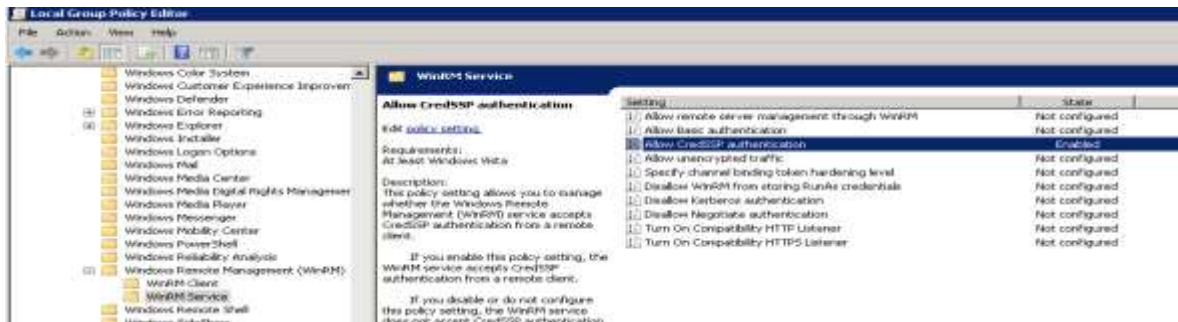 Local Group Policy Editor
File Action View Help
Windows Color System
Windows Customer Experience Improvem
Windows Defender
Windows Error Reporting
Windows Explorer
Windows Installer
Windows Logon Options
Windows Mail
Windows Media Center
Windows Media Digital Rights Managemer
Windows Media Player
Windows Messenger
Windows Mobility Center
Windows PowerShell
Windows Reliability Analysis
Windows Remote Management (WinRM)
WinRM Client
WinRM Service
Windows Remote Shell
Windows SideShow
WinRM Service
Allow CredSSP authentication
Edit policy setting.
Requirements:
At least Windows Vista
Description:
This policy setting allows you to manage
whether the Windows Remote
Management (WinRM) service accepts
CredSSP authentication from a remote
client.
If you enable this policy setting, the
WinRM service accepts CredSSP
authentication from a remote client.
If you disable or do not configure
this policy setting, the WinRM service
does not accept CredSSP authentication
Setting State
Allow remote server management through WinRM Not configured
Allow Basic authentication Not configured
Allow CredSSP authentication Enabled
Allow unencrypted traffic Not configured
Specify channel binding token hardening level Not configured
Disallow WinRM from storing RunAs credentials Not configured
Disallow Kerberos authentication Not configured
Disallow Negotiate authentication Not configured
Turn On Compatibility HTTP Listener Not configured
Turn On Compatibility HTTPS Listener Not configured